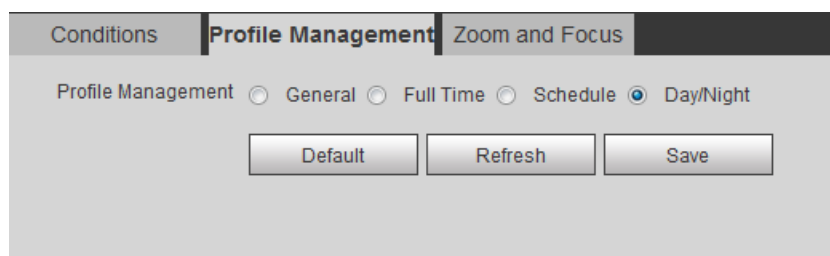 Conditions Profile Management Zoom and Focus
Profile Management General Full Time Schedule Day/Night
Default Refresh Save